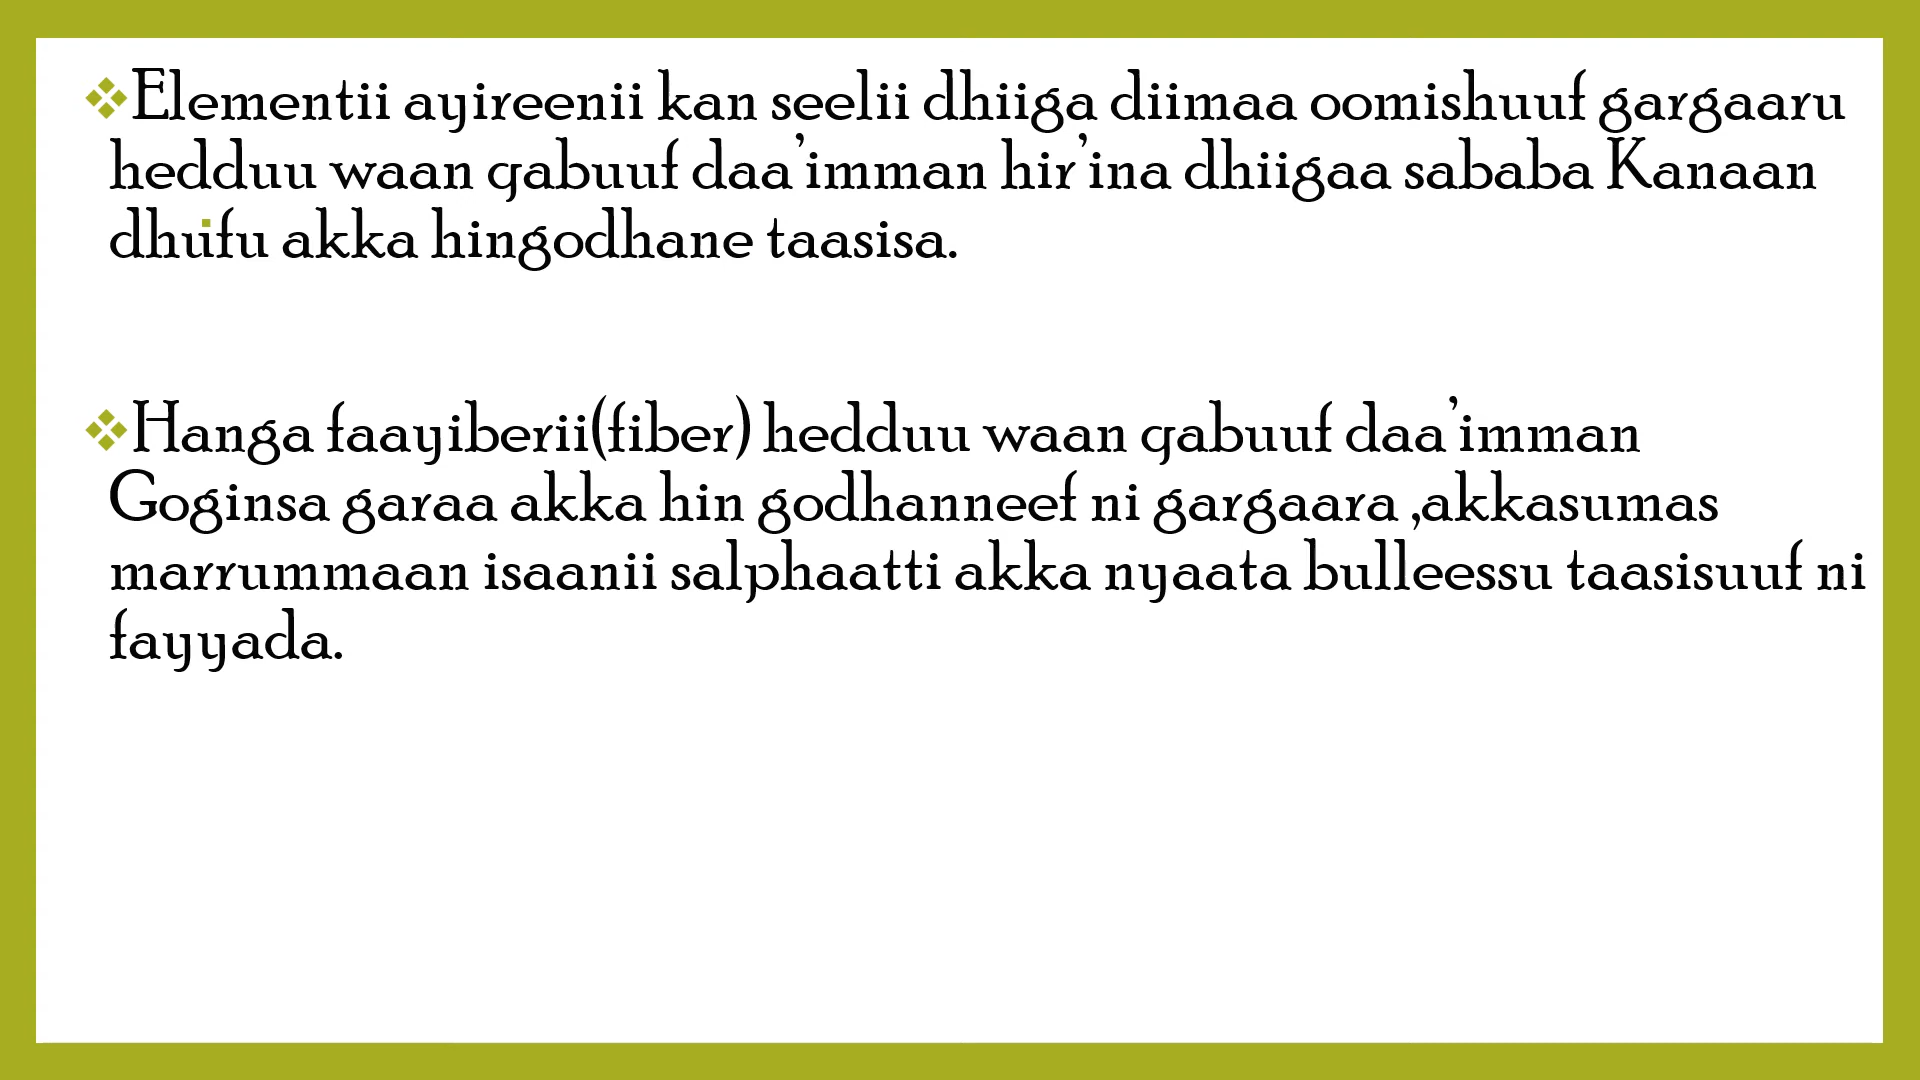 ❖Elementii ayireenii kan seelii dhiiga diimaa oomishuuf gargaaru
hedduu waan qabuuf daa’imman hir’ina dhiigaa sababa Kanaan
dhufu akka hingodhane taasisa.
❖Hanga faayiberii(fiber) hedduu waan qabuuf daa’imman
Goginsa garaa akka hin godhanneef ni gargaara ,akkasumas
marrummaan isaanii salphaatti akka nyaata bulleessu taasisuuf ni
fayyada.